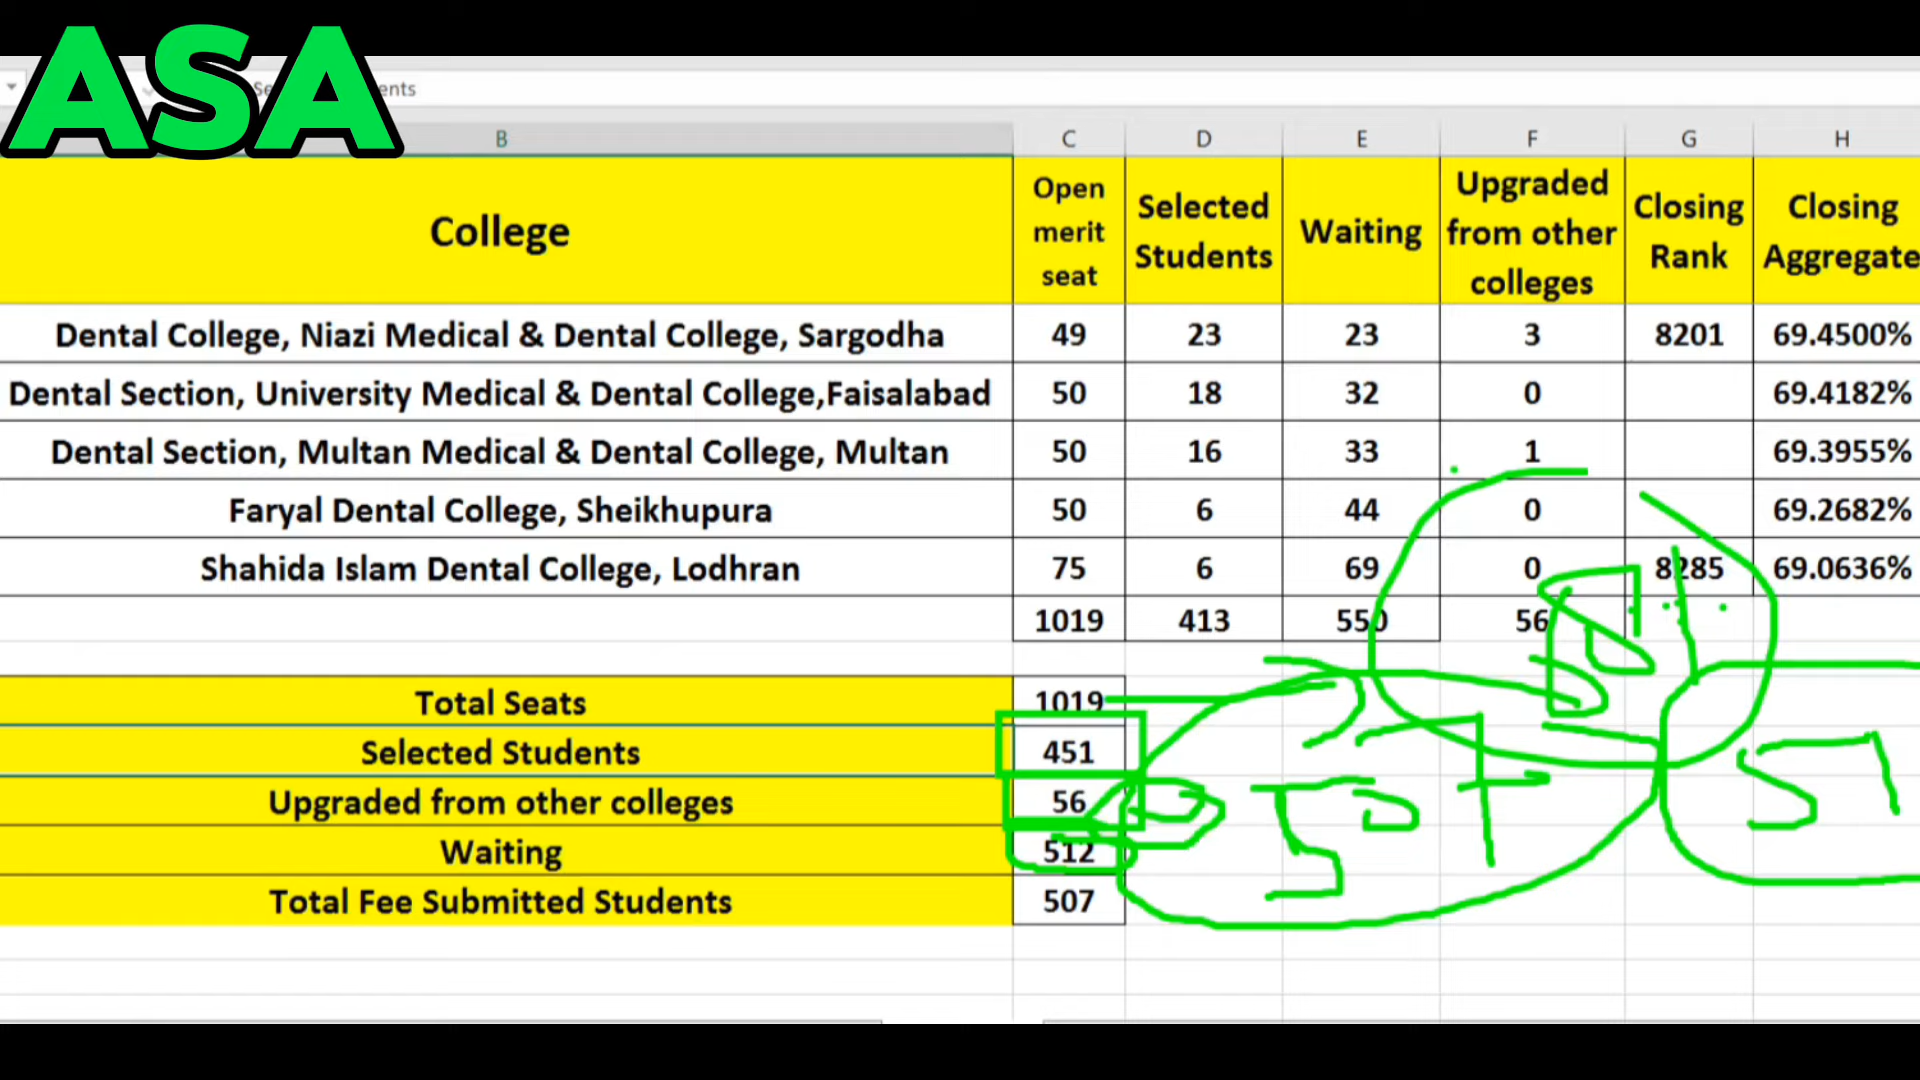 ASA
B C D E F G H
College Open merit seat Selected Students Waiting Upgraded from other colleges Closing Rank Closing Aggregate
Dental College, Niazi Medical & Dental College, Sargodha 49 23 23 3 8201 69.4500%
Dental Section, University Medical & Dental College,Faisalabad 50 18 32 0 69.4182%
Dental Section, Multan Medical & Dental College, Multan 50 16 33 1 69.3955%
Faryal Dental College, Sheikhupura 50 6 44 0 69.2682%
Shahida Islam Dental College, Lodhran 75 6 69 0 8285 69.0636%
1019 413 550 56
Total Seats 1019
Selected Students 451
Upgraded from other colleges 56
Waiting 512
Total Fee Submitted Students 507